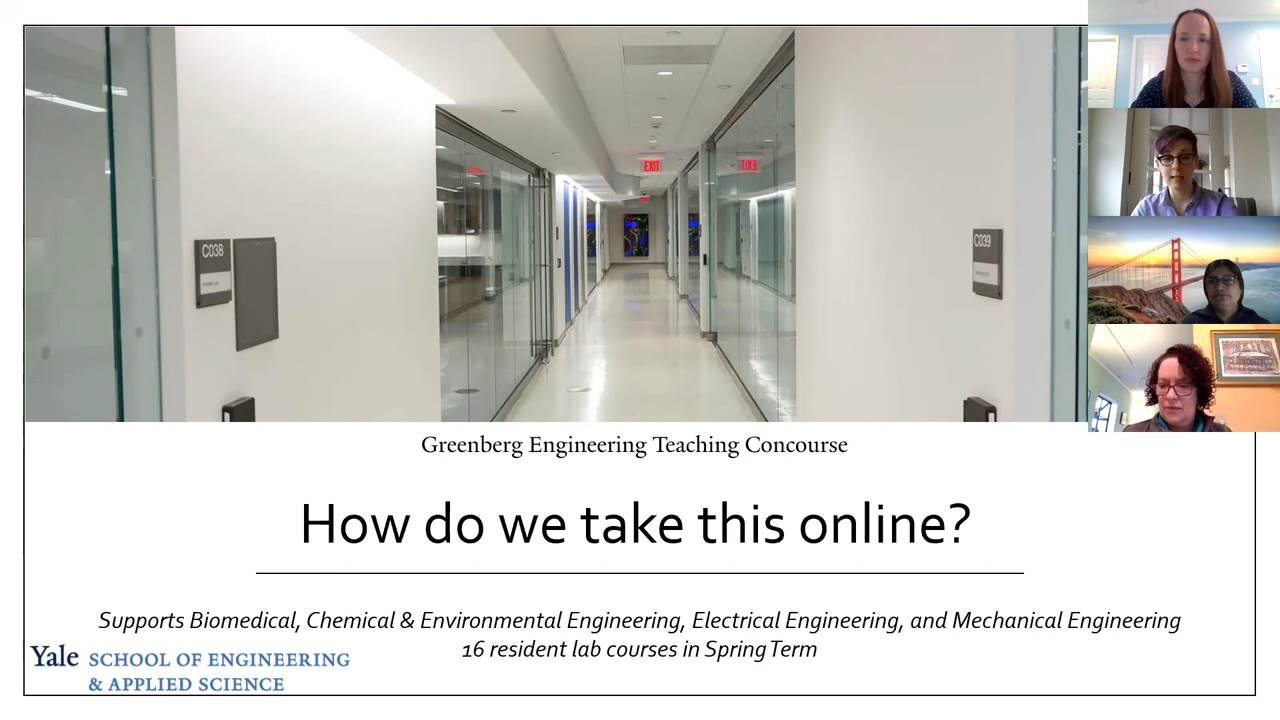 C038
C039
EXIT
EXIT
Greenberg Engineering Teaching Concourse
How do we take this online?
Supports Biomedical, Chemical & Environmental Engineering, Electrical Engineering, and Mechanical Engineering
16 resident lab courses in Spring Term
Yale SCHOOL OF ENGINEERING
& APPLIED SCIENCE